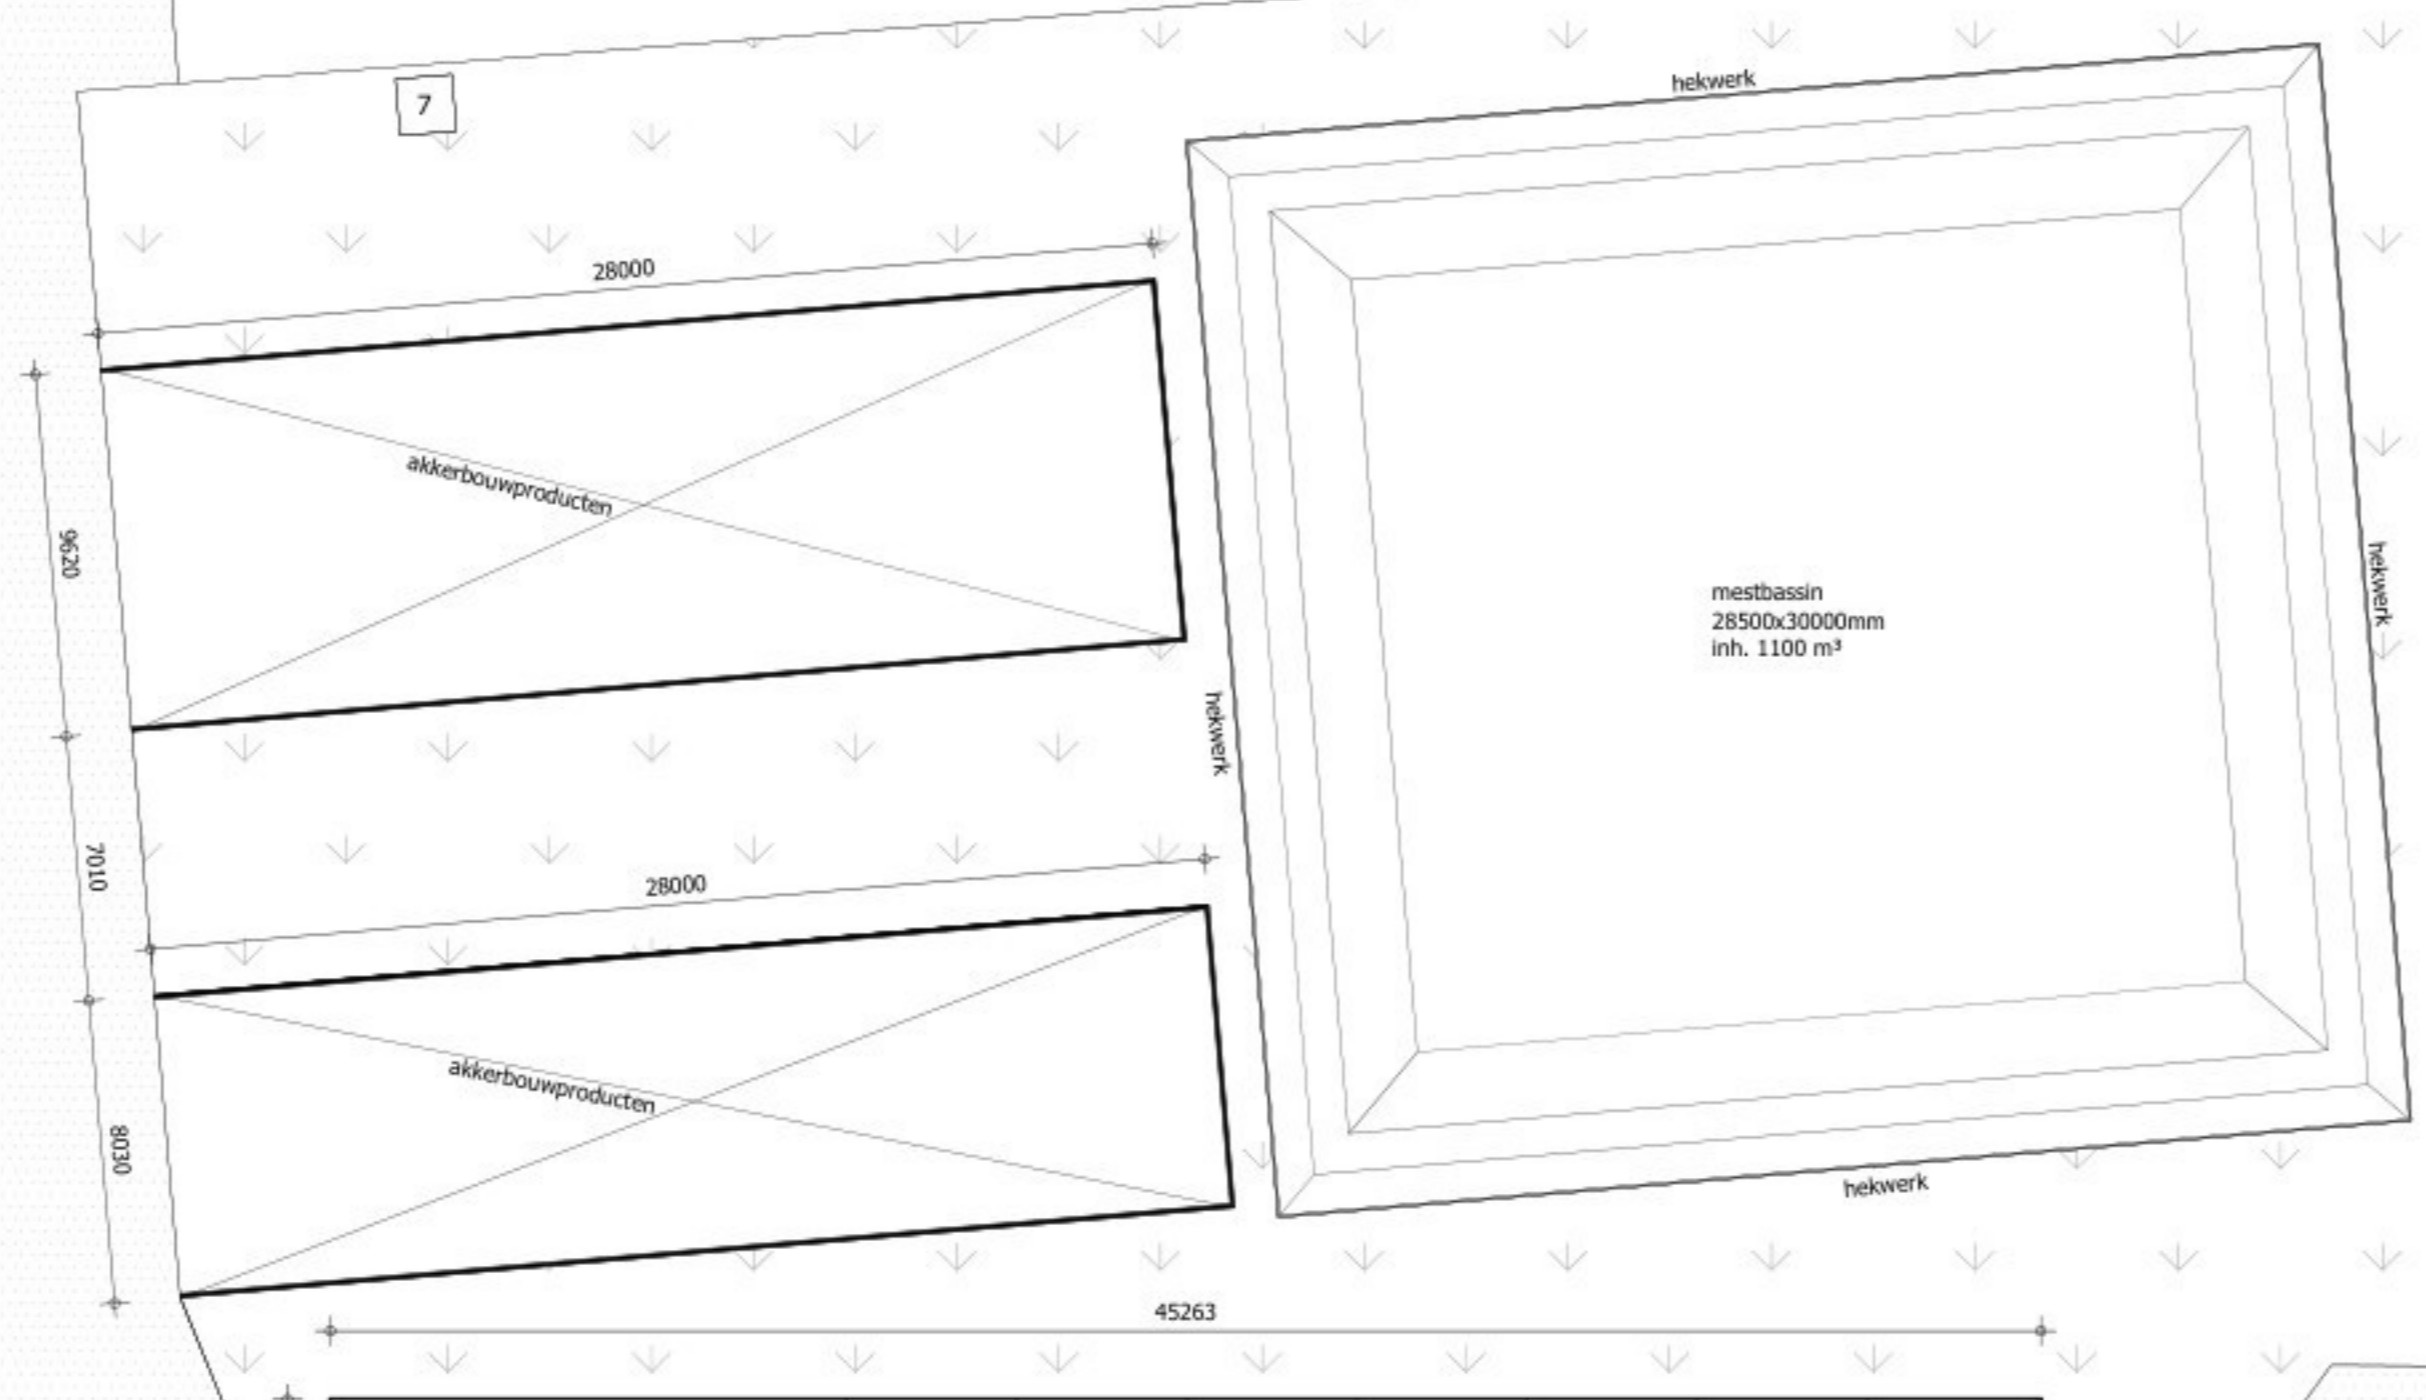 hekwerk
7
28000
akkerbouwproducten
9620
hekwerk
mestbassin
28500x30000mm
inh. 1100 m³
hekwerk
7010
28000
akkerbouwproducten
8030
hekwerk
45263